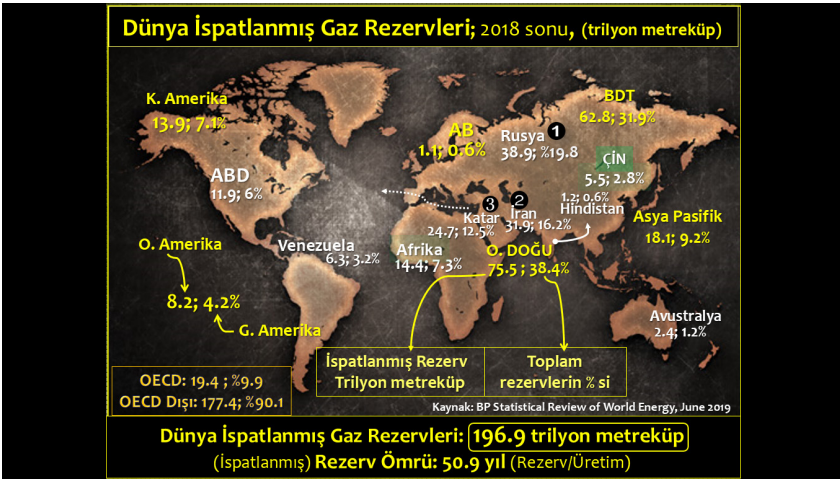 Dünya İspatlanmış Gaz Rezervleri; 2018 sonu, (trilyon metreküp)
K. Amerika
13.9; 7.1%
BDT
62.8; 31.9%
AB
1.1; 0.6%
Rusya 1
38.9; %19.8
ÇİN
5.5; 2.8%
ABD
11.9; 6%
1.2; 0.6%
Hindistan
3
Katar
24.7; 12.5%
2
İran
31.9; 16.2%
Asya Pasifik
18.1; 9.2%
O. Amerika
8.2; 4.2%
G. Amerika
Venezuela
6.3; 3.2%
Afrika
14.4; 7.3%
O. DOĞU
75.5 ; 38.4%
Avustralya
2.4; 1.2%
İspatlanmış Rezerv
Trilyon metreküp
Toplam
rezervlerin % si
OECD: 19.4 ; %9.9
OECD Dışı: 177.4; %90.1
Kaynak: BP Statistical Review of World Energy, June 2019
Dünya İspatlanmış Gaz Rezervleri: 196.9 trilyon metreküp
(İspatlanmış) Rezerv Ömrü: 50.9 yıl (Rezerv/Üretim)